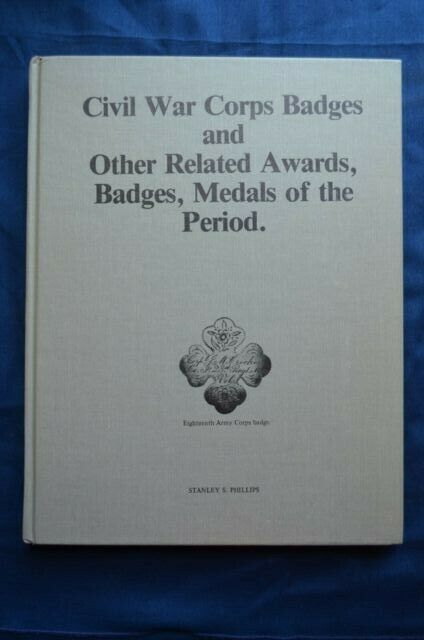 Civil War Corps Badges
and
Other Related Awards,
Badges, Medals of the
Period.
Eighteenth Army Corps badge.
STANLEY S. PHILLIPS